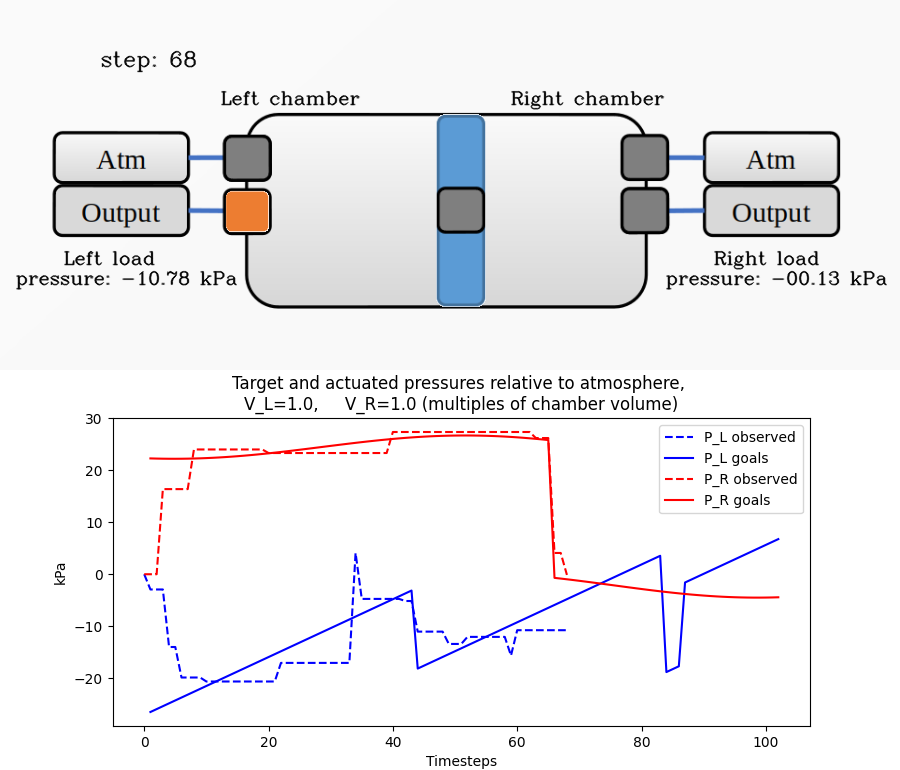 step: 68
Left chamber
Right chamber
Atm
Atm
Output
Output
Left load
pressure: −10.78 kPa
Right load
pressure: −00.13 kPa
Target and actuated pressures relative to atmosphere,
V_L=1.0, V_R=1.0 (multiples of chamber volume)
P_L observed
P_L goals
P_R observed
P_R goals
kPa
30
20
10
0
−10
−20
0
20
40
60
80
100
Timesteps